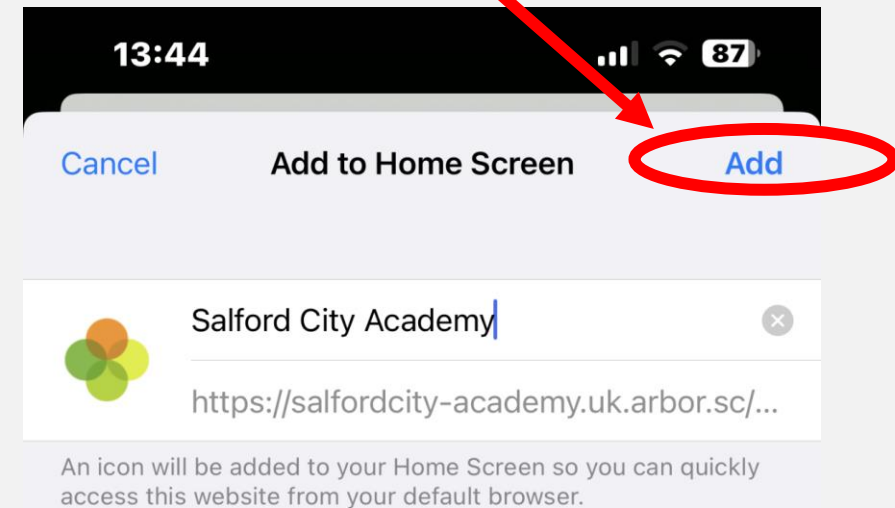 13:44
87
Cancel Add to Home Screen Add
Salford City Academy
https://salfordcity-academy.uk.arbor.sc/...
An icon will be added to your Home Screen so you can quickly
access this website from your default browser.